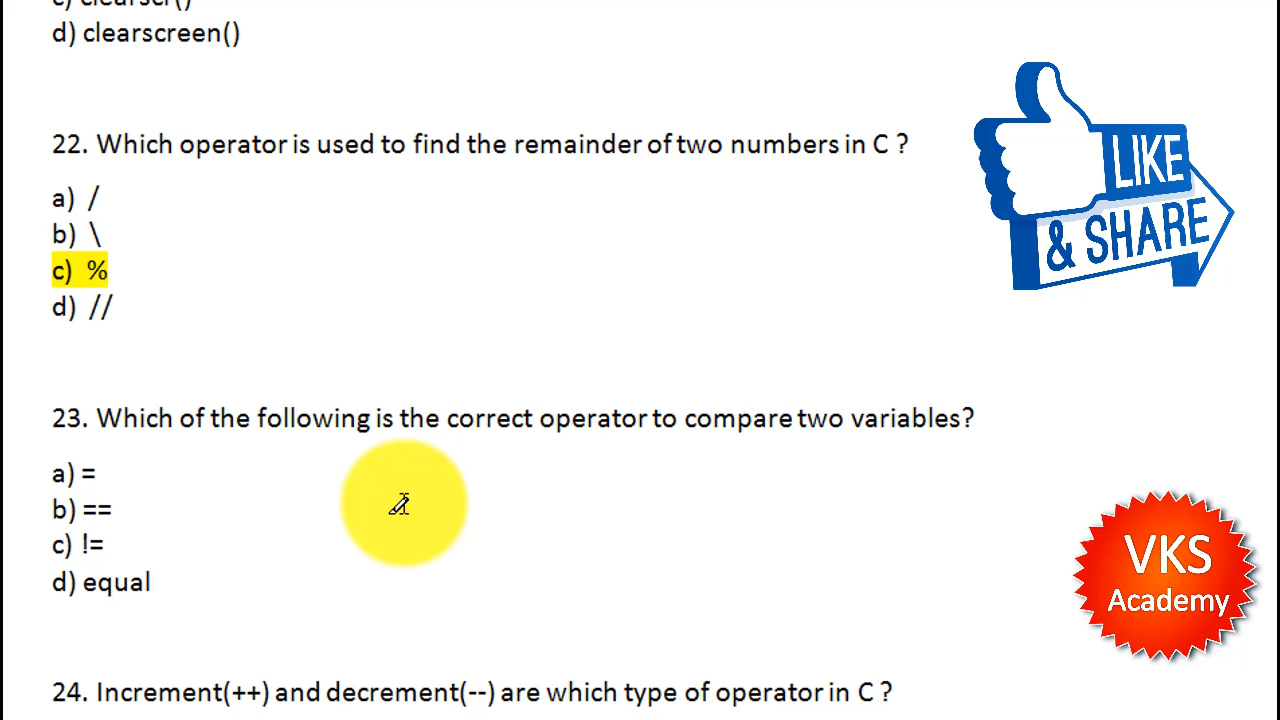 c) clearscr()
d) clearscreen()
22. Which operator is used to find the remainder of two numbers in C ?
a) /
b) \
c) %
d) //
LIKE
& SHARE
23. Which of the following is the correct operator to compare two variables?
a) =
b) ==
c) !=
d) equal
VKS
Academy
24. Increment(++) and decrement(--) are which type of operator in C ?